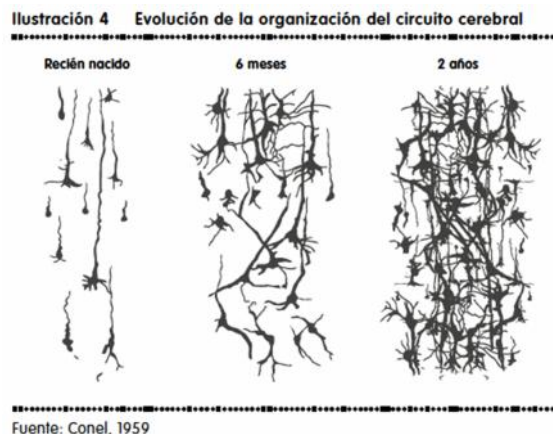 Ilustración 4 Evolución de la organización del circuito cerebral
Recién nacido 6 meses 2 años
Fuente: Conel, 1959